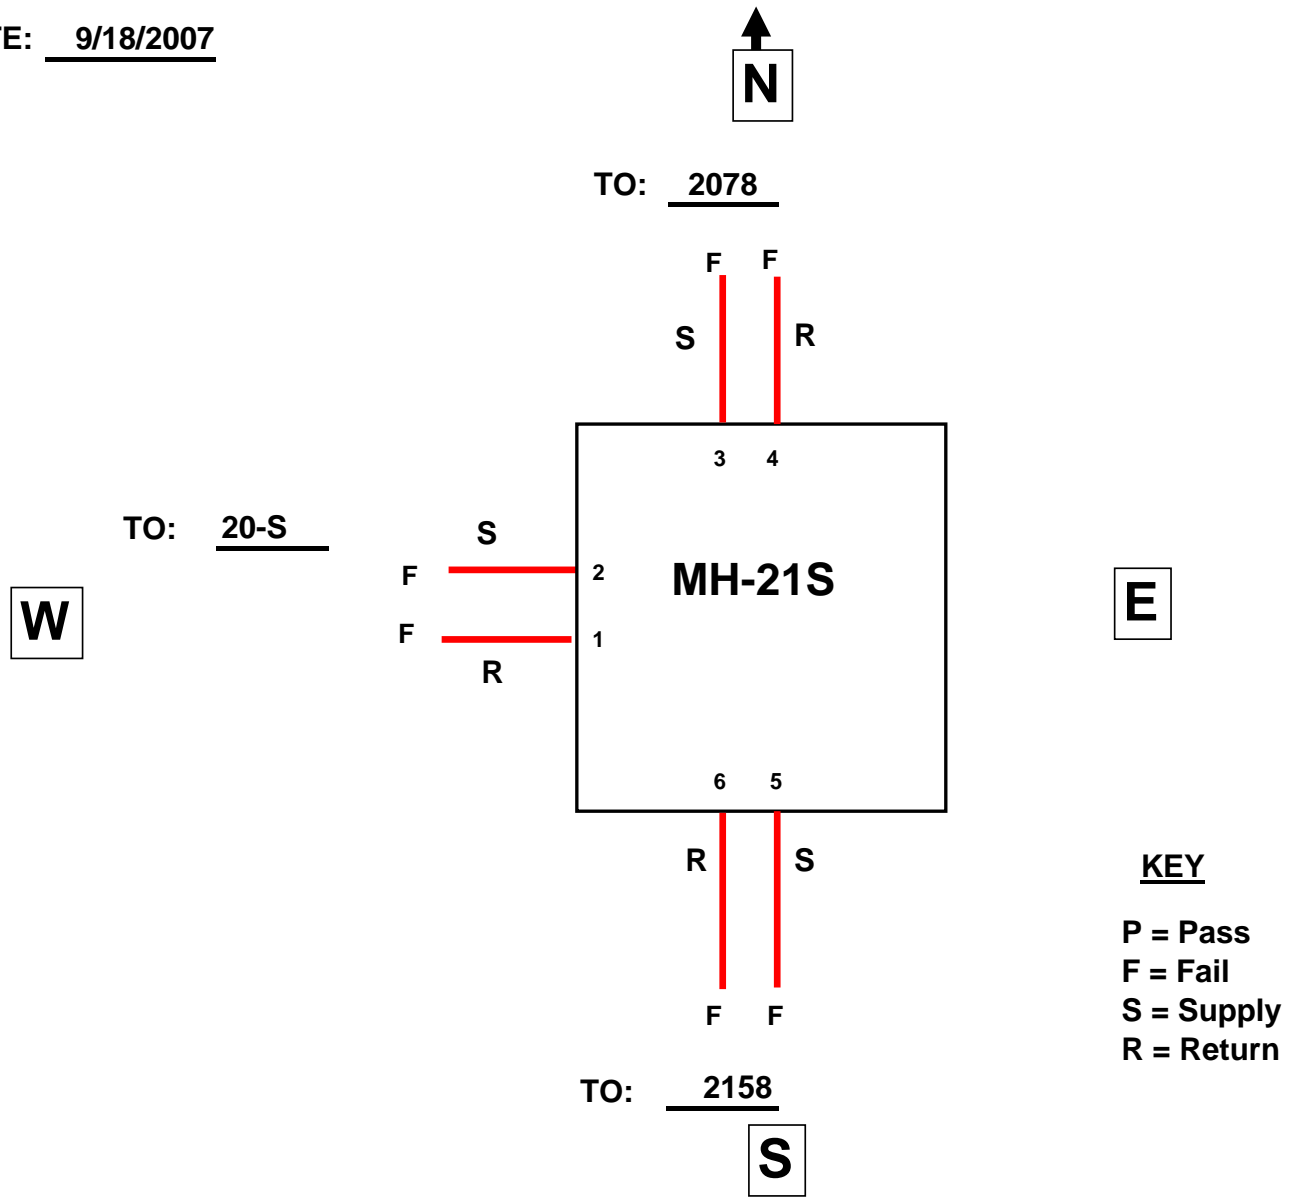 TE: 9/18/2007
N
TO: 2078
F F
S R
3 4
TO: 20-S
S
F 2 MH-21S
W
E
F 1
R
6 5
R S
KEY
P = Pass
F = Fail
S = Supply
R = Return
F F
TO: 2158
S